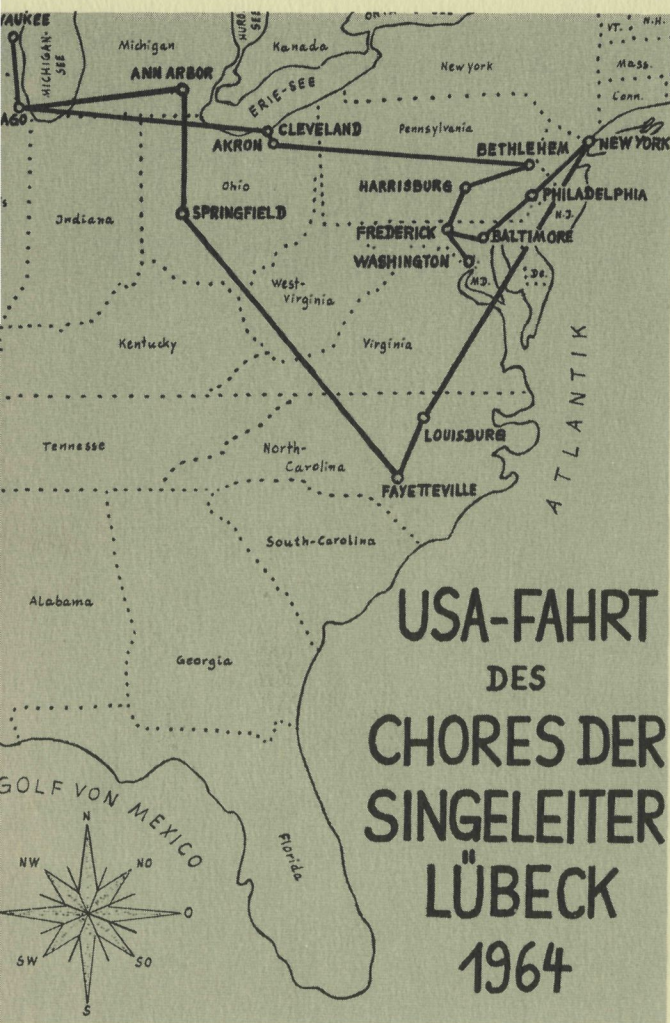 AUKEE
MICHIGAN-
SEE
Michigan
Kanada
VT.
N.H.
New york
Mass.
Conn.
ANN ARBOR
ERIE-SEE
AGO
CLEVELAND
AKRON
Pennsylvania
BETHLEHEM
NEW YORK
Ohio
HARRISBURG
PHILADELPHIA
N.J.
Indiana
SPRINGFIELD
FREDERICK
BALTIMORE
WASHINGTON
MD.
De.
West-
Virginia
Kentucky
Virginia
ATLANTIK
Tennesse
North-
Carolina
LOUISBURG
FAYETTEVILLE
South-Carolina
Alabama
Georgia
USA-FAHRT
DES
CHORES DER
SINGELEITER
LÜBECK
1964
GOLF VON MEXICO
Florida
N
NW
NO
O
SW
SO
S